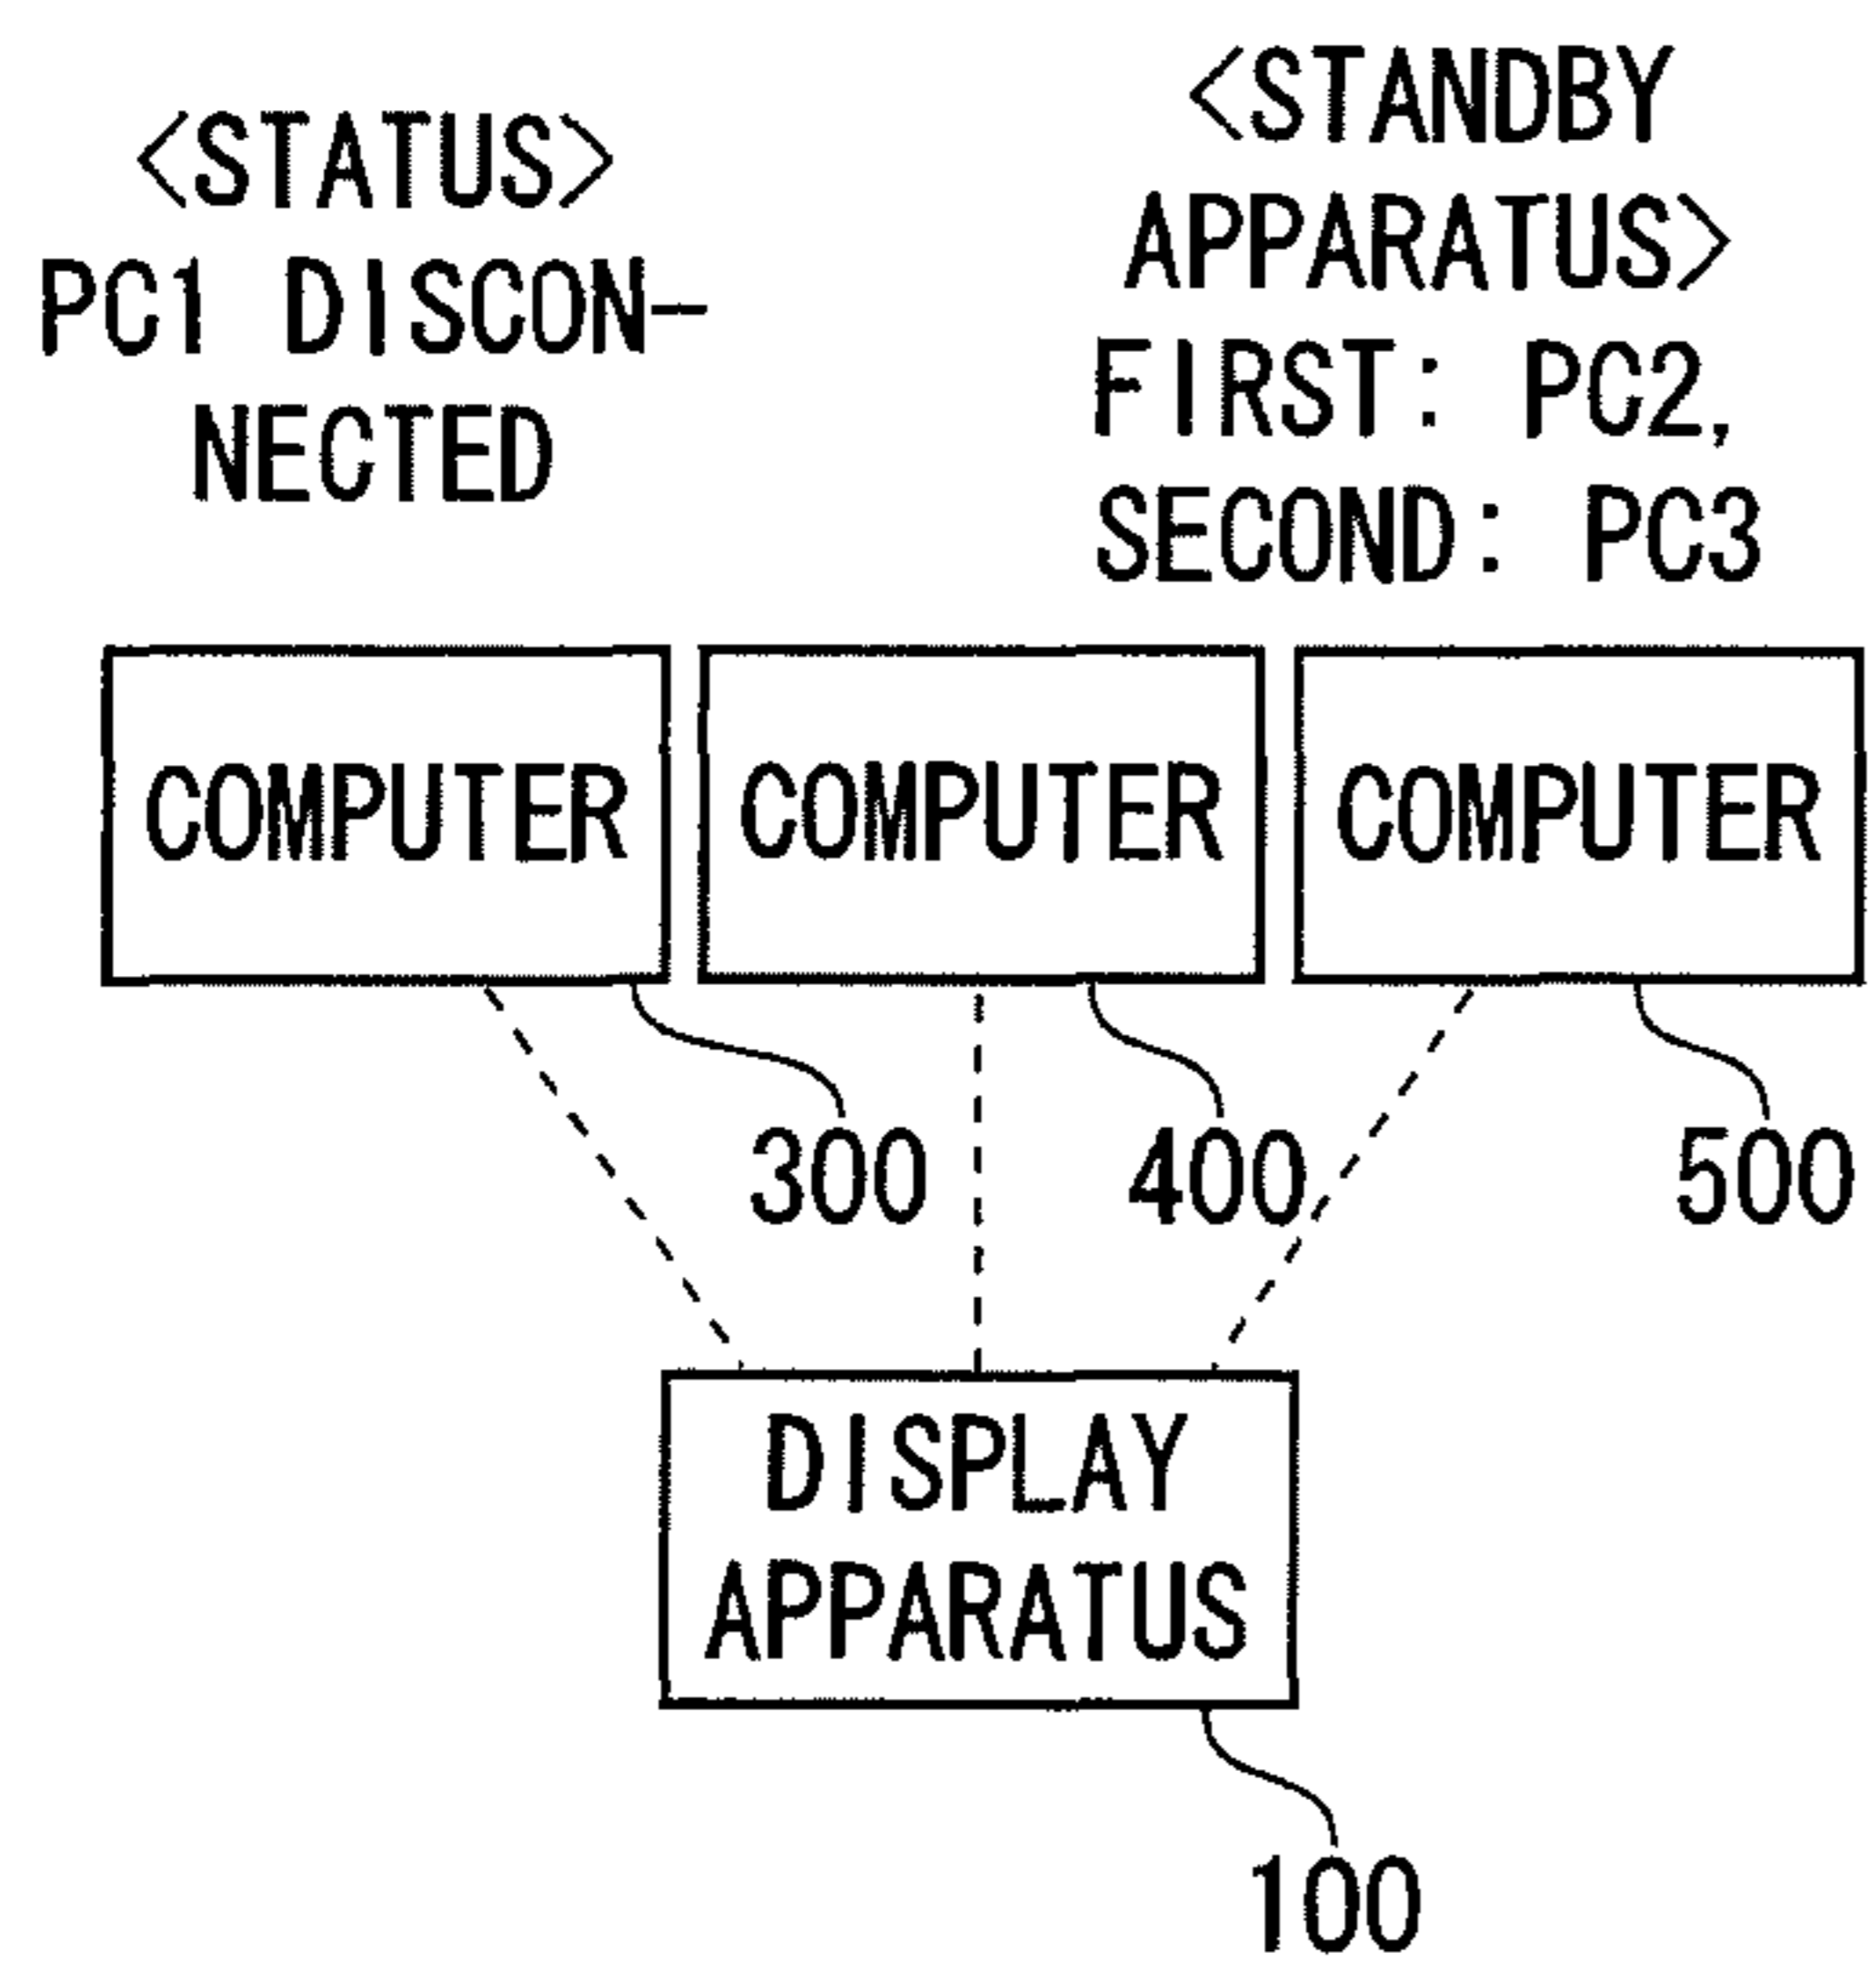 <STATUS>
PC1 DISCON-
NECTED
<STANDBY
APPARATUS>
FIRST: PC2,
SECOND: PC3
COMPUTER
COMPUTER
COMPUTER
300
400
500
DISPLAY
APPARATUS
100